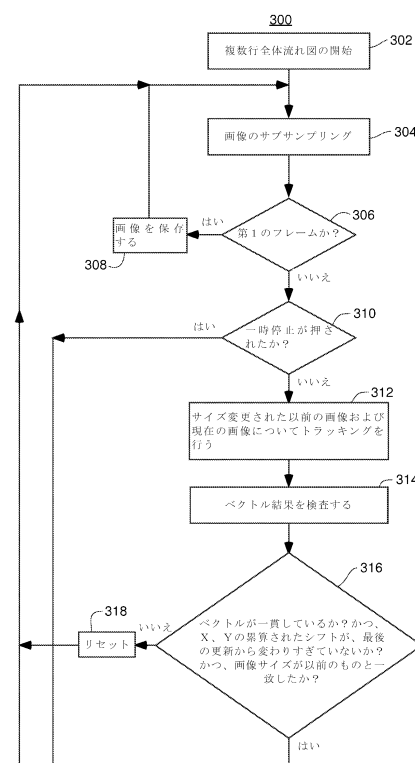 300
複数行全体流れ図の開始
302
画像のサブサンプリング
304
第１のフレームか？
306
はい
画像を保存
する
308
いいえ
一時停止が押さ
れたか？
310
はい
いいえ
312
サイズ変更された以前の画像および
現在の画像についてトラッキングを
行う
314
ベクトル結果を検査する
316
ベクトルが一貫しているか？かつ、
Ｘ、Ｙの累算されたシフトが、最後
の更新から変わりすぎていないか？
かつ、画像サイズが以前のものと一
致したか？
いいえ
318
リセット
はい